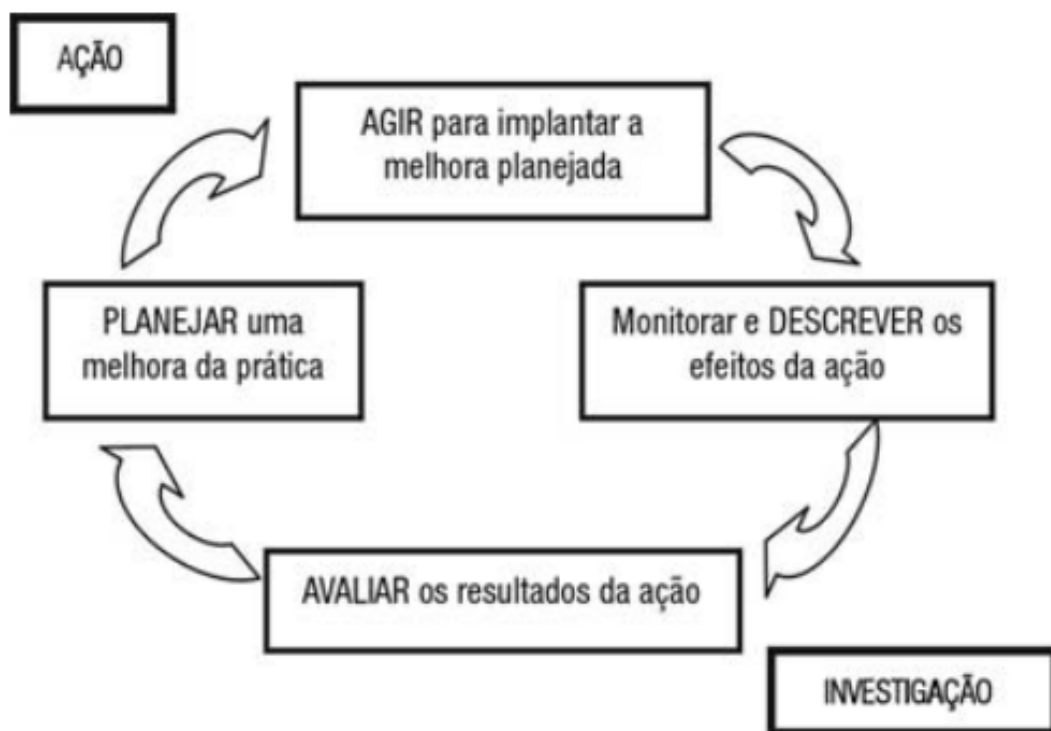 AÇÃO
AGIR para implantar a
melhora planejada
PLANEJAR uma
melhora da prática
Monitorar e DESCREVER os
efeitos da ação
AVALIAR os resultados da ação
INVESTIGAÇÃO